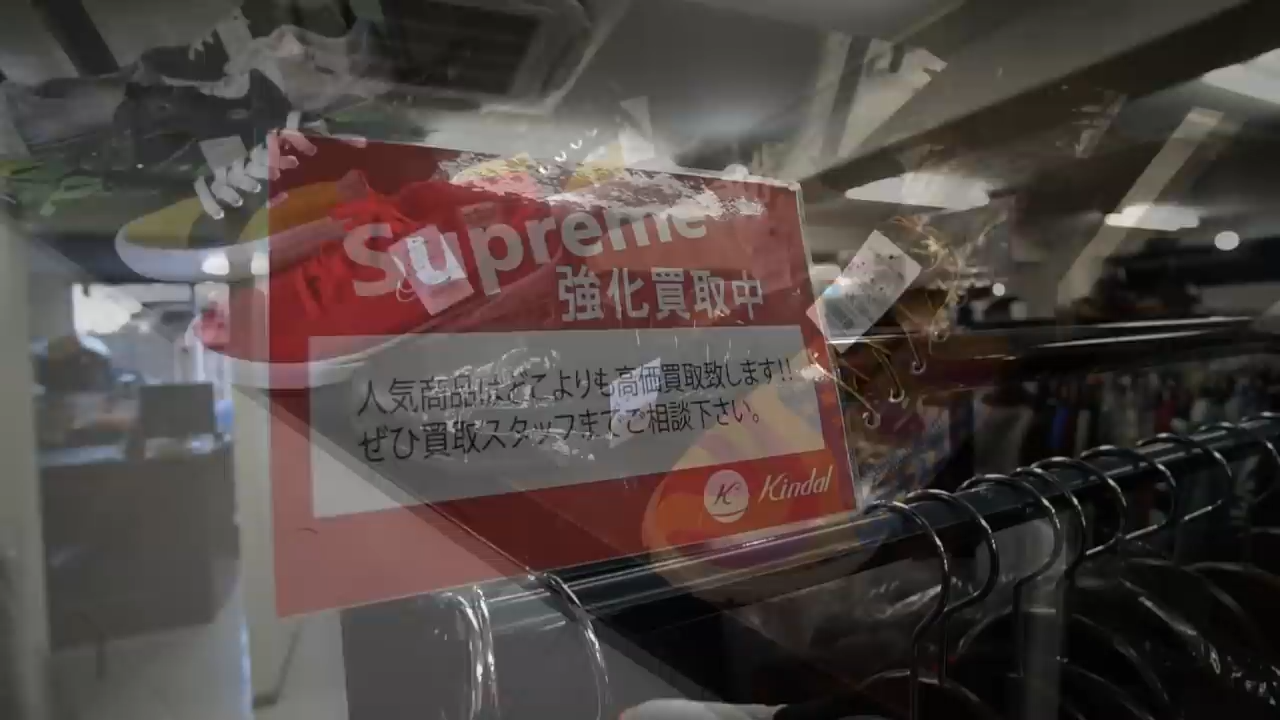 Supreme
強化買取中
人気商品はどこよりも高価買取致します!!
ぜひ買取スタッフまでご相談下さい。
K Kindal